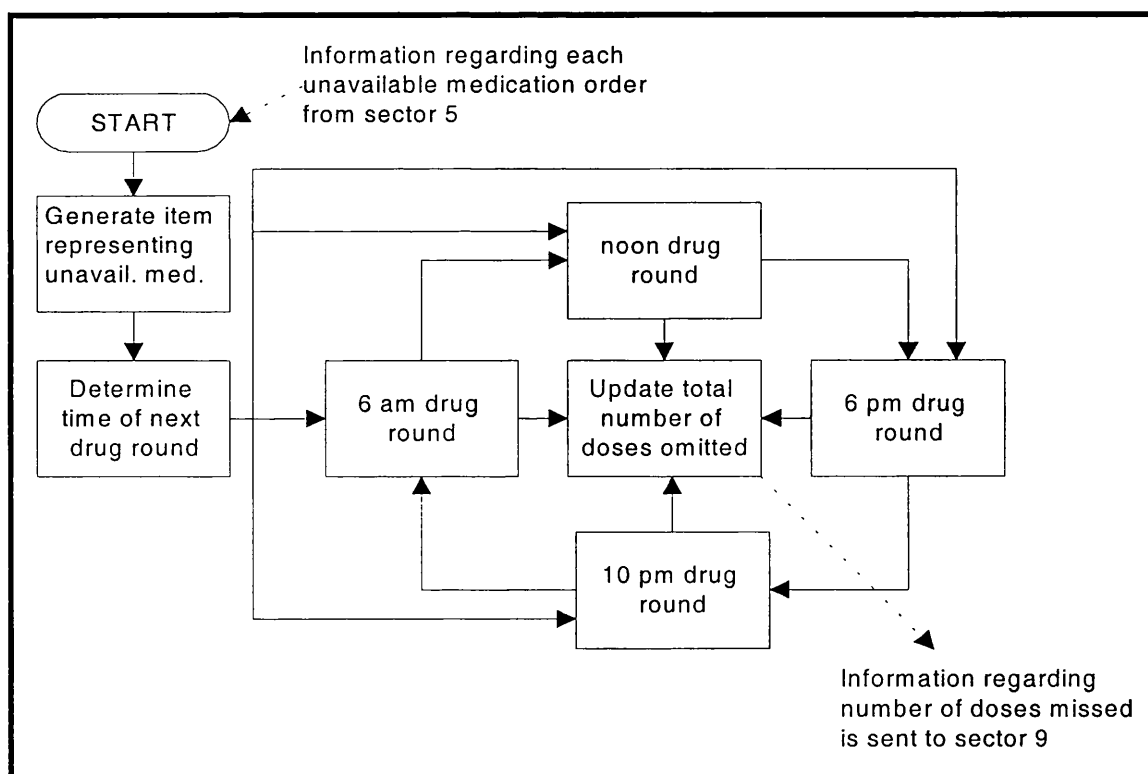 Information regarding each
unavailable medication order
from sector 5
START
Generate item
representing
unavail. med.
Determine
time of next
drug round
6 am drug
round
noon drug
round
Update total
number of
doses omitted
6 pm drug
round
10 pm drug
round
Information regarding
number of doses missed
is sent to sector 9